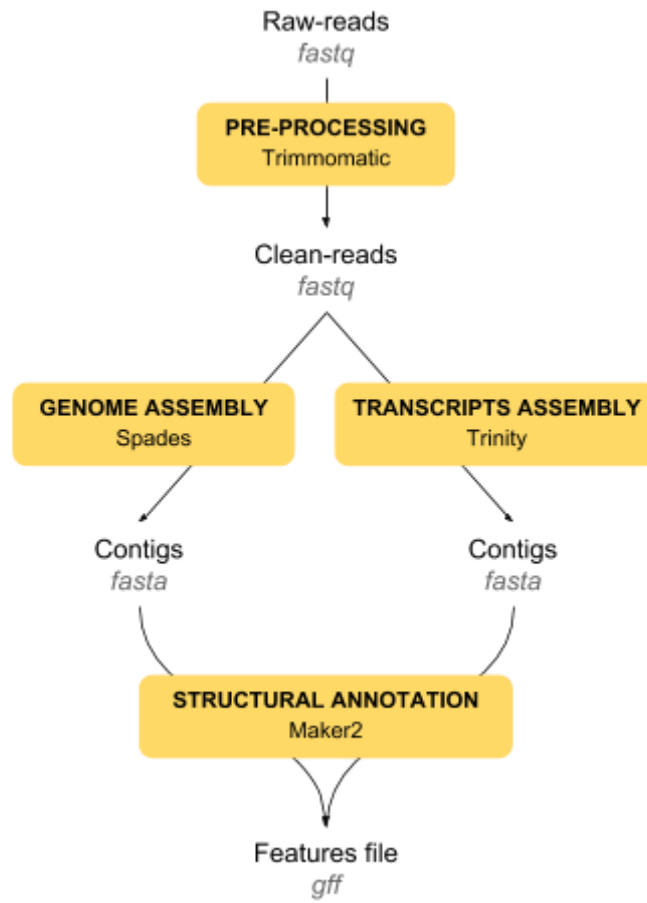 Raw-reads
fastq
PRE-PROCESSING
Trimmomatic
Clean-reads
fastq
GENOME ASSEMBLY
Spades
TRANSCRIPTS ASSEMBLY
Trinity
Contigs
fasta
Contigs
fasta
STRUCTURAL ANNOTATION
Maker2
Features file
gff